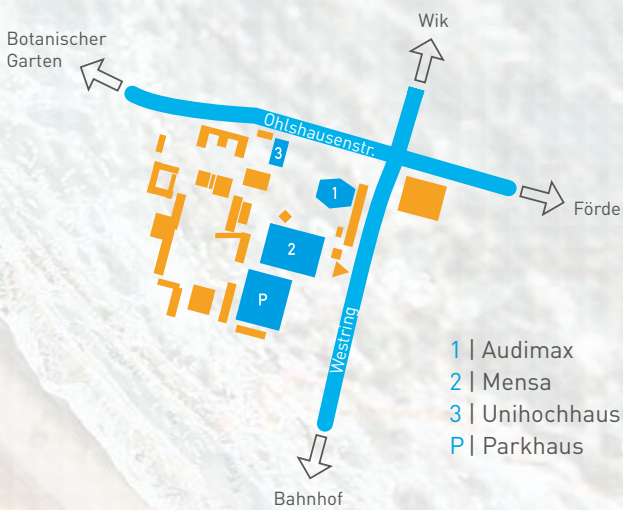 Wik
Botanischer
Garten
Ohlshausenstr.
3
1
Förde
2
P
Westring
1 | Audimax
2 | Mensa
3 | Unihochhaus
P | Parkhaus
Bahnhof